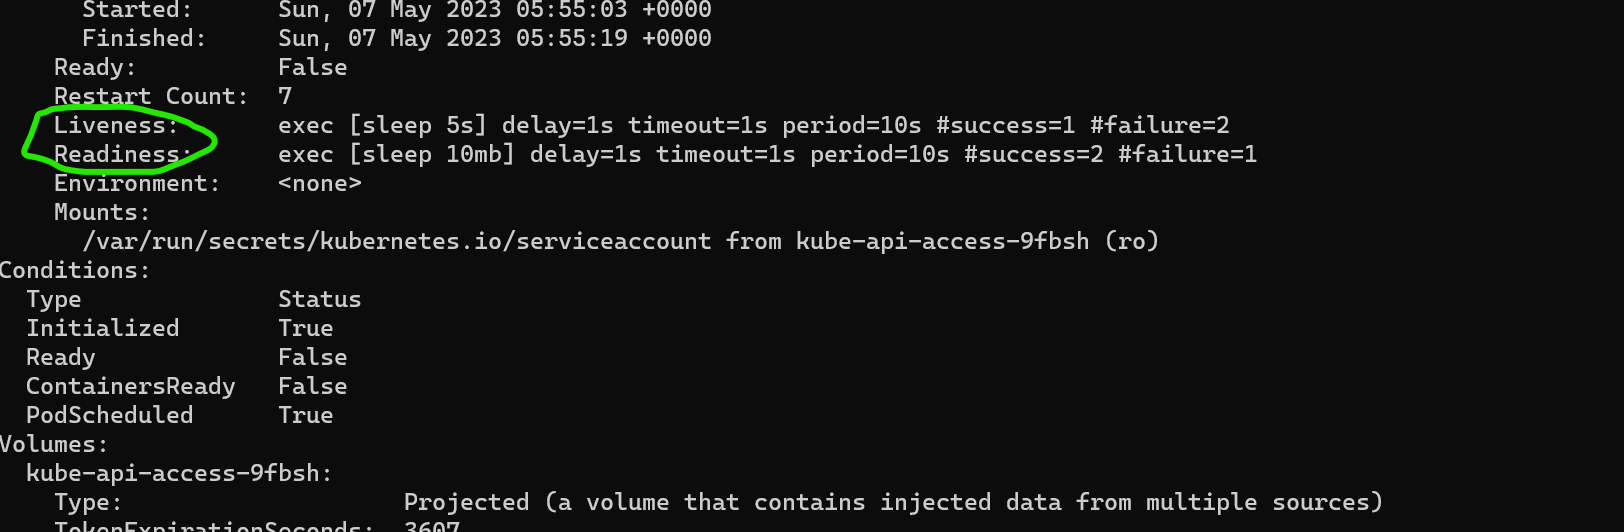 Started: Sun, 07 May 2023 05:55:03 +0000
Finished: Sun, 07 May 2023 05:55:19 +0000
Ready: False
Restart Count: 7
Liveness: exec [sleep 5s] delay=1s timeout=1s period=10s #success=1 #failure=2
Readiness: exec [sleep 10mb] delay=1s timeout=1s period=10s #success=2 #failure=1
Environment: <none>
Mounts:
/var/run/secrets/kubernetes.io/serviceaccount from kube-api-access-9fbsh (ro)
Conditions:
Type Status
Initialized True
Ready False
ContainersReady False
PodScheduled True
Volumes:
kube-api-access-9fbsh:
Type: Projected (a volume that contains injected data from multiple sources)
TokenExpirationSeconds: 3607